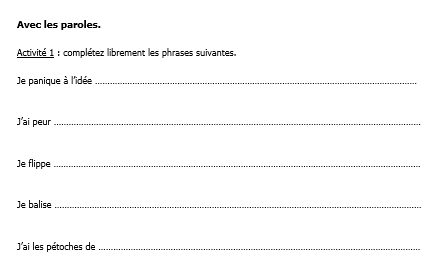 Avec les paroles.
Activité 1 : complétez librement les phrases suivantes.
Je panique à l'idée ................................................................................................................
J'ai peur ................................................................................................................................
Je flippe ................................................................................................................................
Je balise ................................................................................................................................
J'ai les pétoches de ................................................................................................................